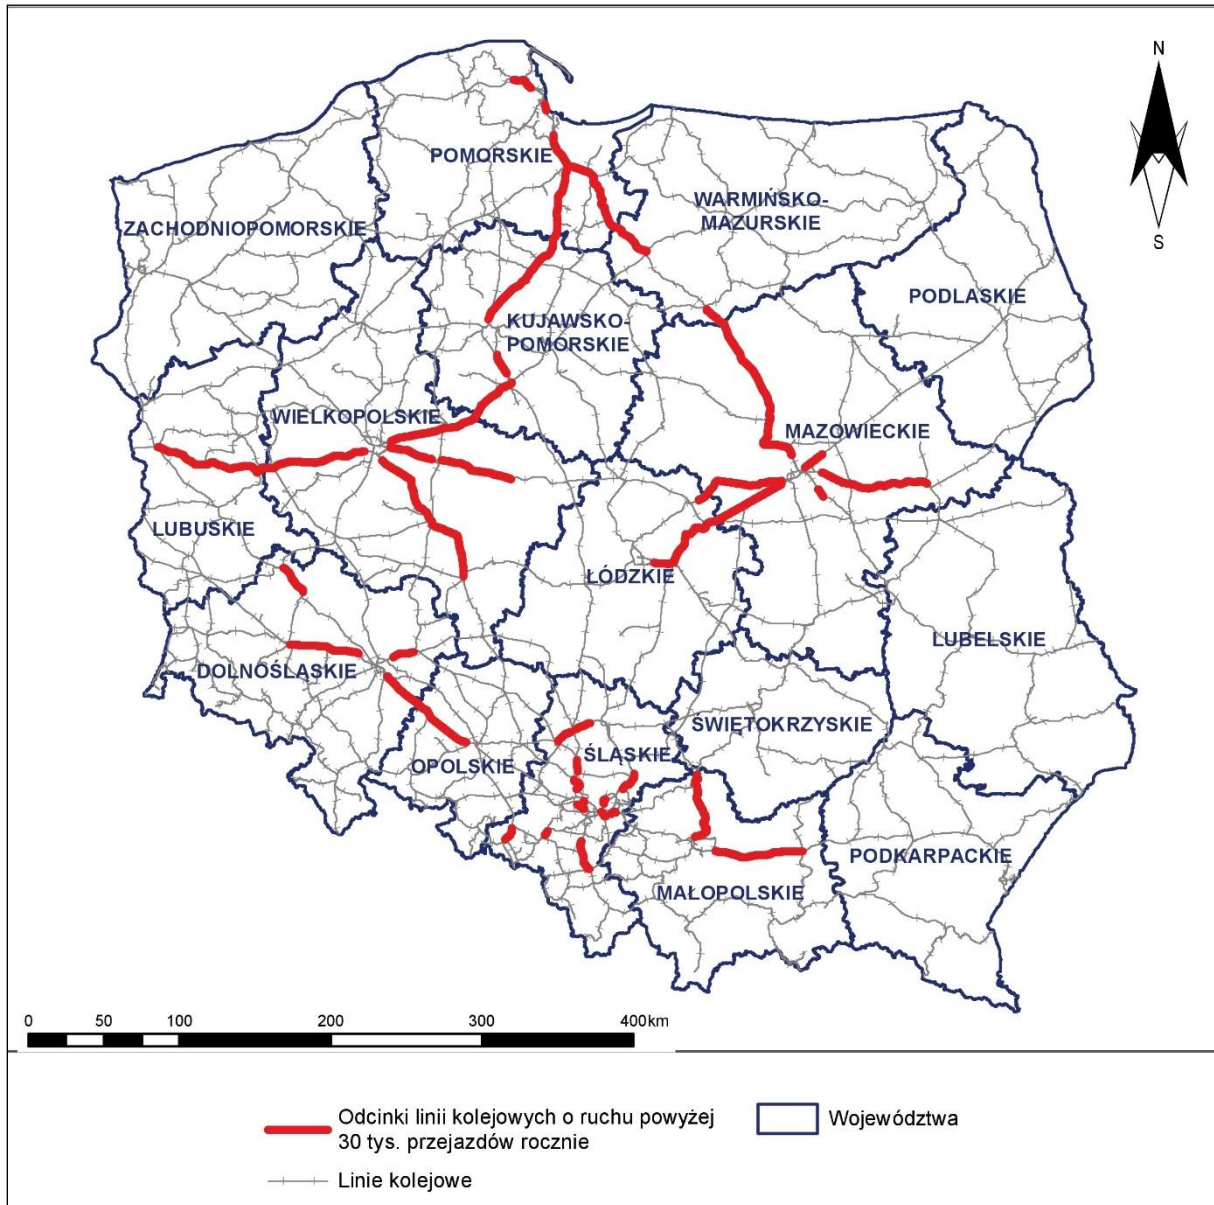 N
S
POMORSKIE
WARMIŃSKO-
MAZURSKIE
ZACHODNIOPOMORSKIE
PODLASKIE
KUJAWSKO-
POMORSKIE
WIELKOPOLSKIE
MAZOWIECKIE
LUBUSKIE
ŁÓDZKIE
LUBELSKIE
DOLNOŚLĄSKIE
ŚWIĘTOKRZYSKIE
ŚLĄSKIE
OPOLSKIE
PODKARPACKIE
MAŁOPOLSKIE
0 50 100 200 300 400km
Odcinki linii kolejowych o ruchu powyżej
30 tys. przejazdów rocznie
Województwa
Linie kolejowe